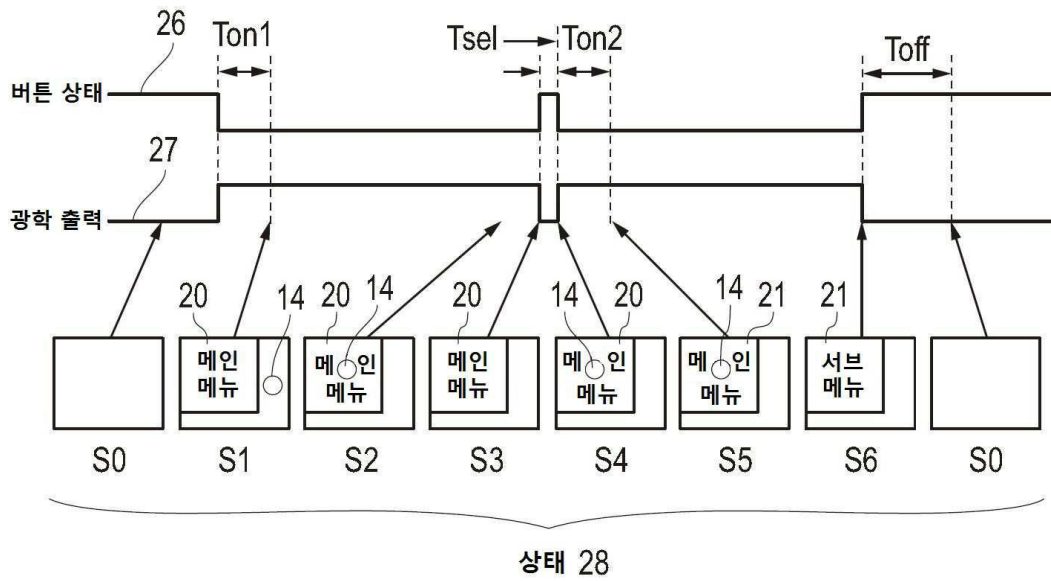 26
Ton1
Tsel
Ton2
Toff
버튼 상태
27
광학 출력
20
14
20
14
20
14
20
14
21
21
메인
메뉴
메 인
메뉴
메인
메뉴
메 인
메뉴
메 인
메뉴
서브
메뉴
S0
S1
S2
S3
S4
S5
S6
S0
상태 28